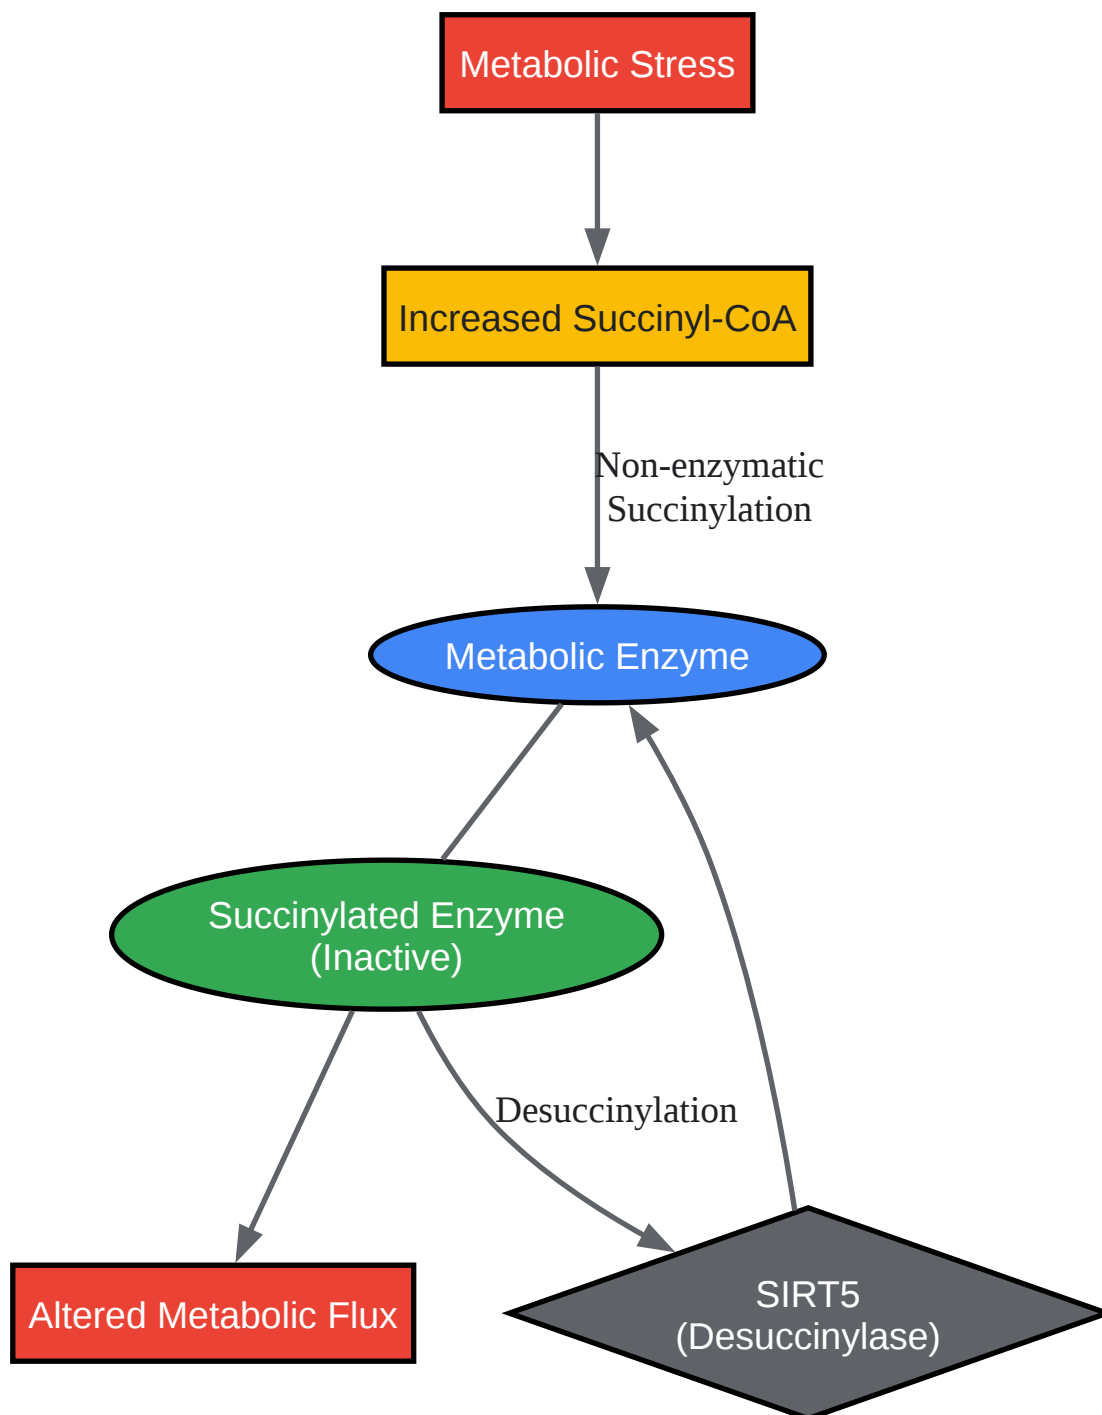 Metabolic Stress
Increased Succinyl-CoA
Non-enzymatic
Succinylation
Metabolic Enzyme
Succinylated Enzyme
(Inactive)
Desuccinylation
SIRT5
(Desuccinylase)
Altered Metabolic Flux